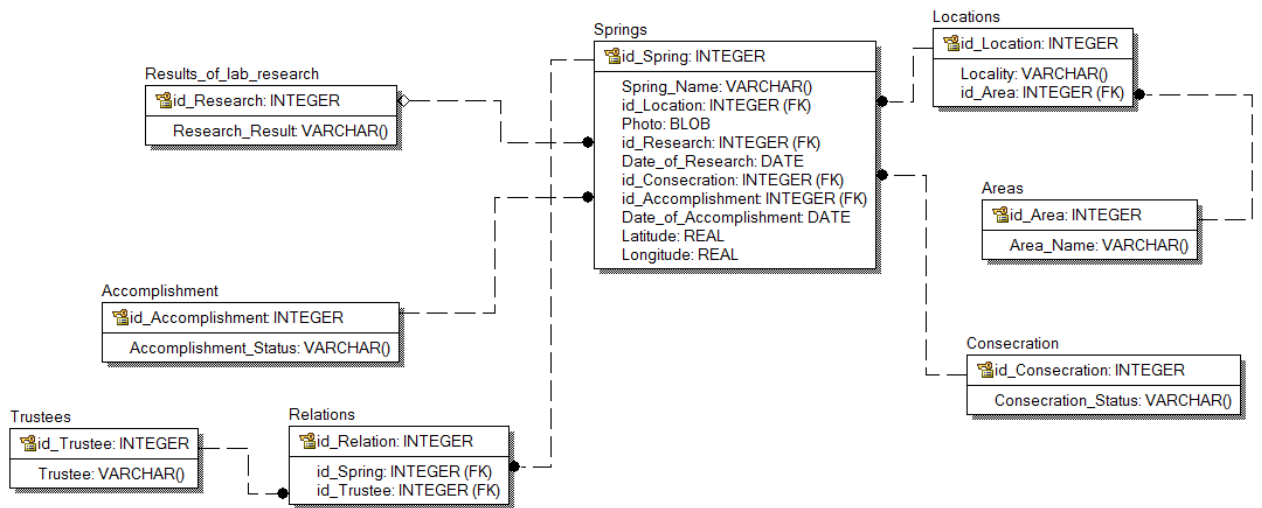 Springs
id_Spring: INTEGER
Spring_Name: VARCHAR()
id_Location: INTEGER (FK)
Photo: BLOB
id_Research: INTEGER (FK)
Date_of_Research: DATE
id_Consecration: INTEGER (FK)
id_Accomplishment: INTEGER (FK)
Date_of_Accomplishment: DATE
Latitude: REAL
Longitude: REAL
Locations
id_Location: INTEGER
Locality: VARCHAR()
id_Area: INTEGER (FK)
Results_of_lab_research
id_Research: INTEGER
Research_Result: VARCHAR()
Areas
id_Area: INTEGER
Area_Name: VARCHAR()
Accomplishment
id_Accomplishment: INTEGER
Accomplishment_Status: VARCHAR()
Consecration
id_Consecration: INTEGER
Consecration_Status: VARCHAR()
Trustees
id_Trustee: INTEGER
Trustee: VARCHAR()
Relations
id_Relation: INTEGER
id_Spring: INTEGER (FK)
id_Trustee: INTEGER (FK)